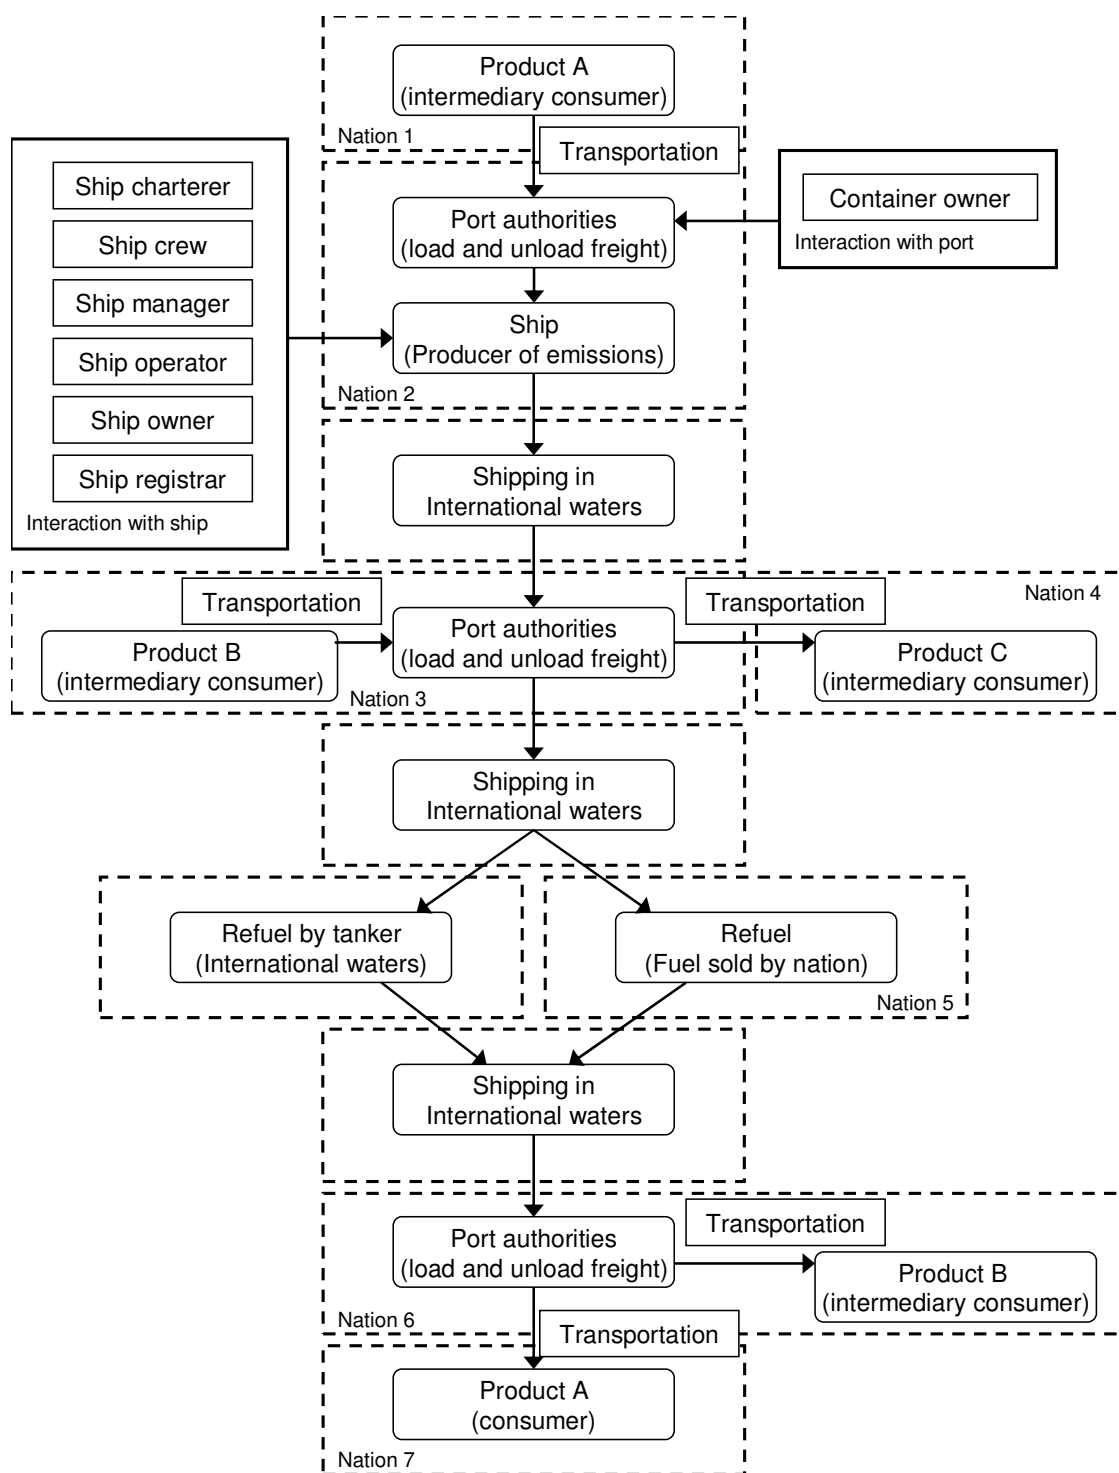 Product A
(intermediary consumer)
Nation 1
Transportation
Ship charterer
Ship crew
Ship manager
Ship operator
Ship owner
Ship registrar
Interaction with ship
Container owner
Interaction with port
Port authorities
(load and unload freight)
Ship
(Producer of emissions)
Nation 2
Shipping in
International waters
Transportation
Product B
(intermediary consumer)
Port authorities
(load and unload freight)
Nation 3
Transportation
Nation 4
Product C
(intermediary consumer)
Shipping in
International waters
Refuel by tanker
(International waters)
Refuel
(Fuel sold by nation)
Nation 5
Shipping in
International waters
Port authorities
(load and unload freight)
Transportation
Product B
(intermediary consumer)
Nation 6
Transportation
Product A
(consumer)
Nation 7